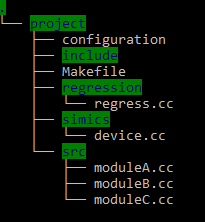 .
└── project
    ├── configuration
    ├── include
    ├── Makefile
    ├── regression
    │   └── regress.cc
    ├── simics
    │   └── device.cc
    └── src
        ├── moduleA.cc
        ├── moduleB.cc
        └── moduleC.cc